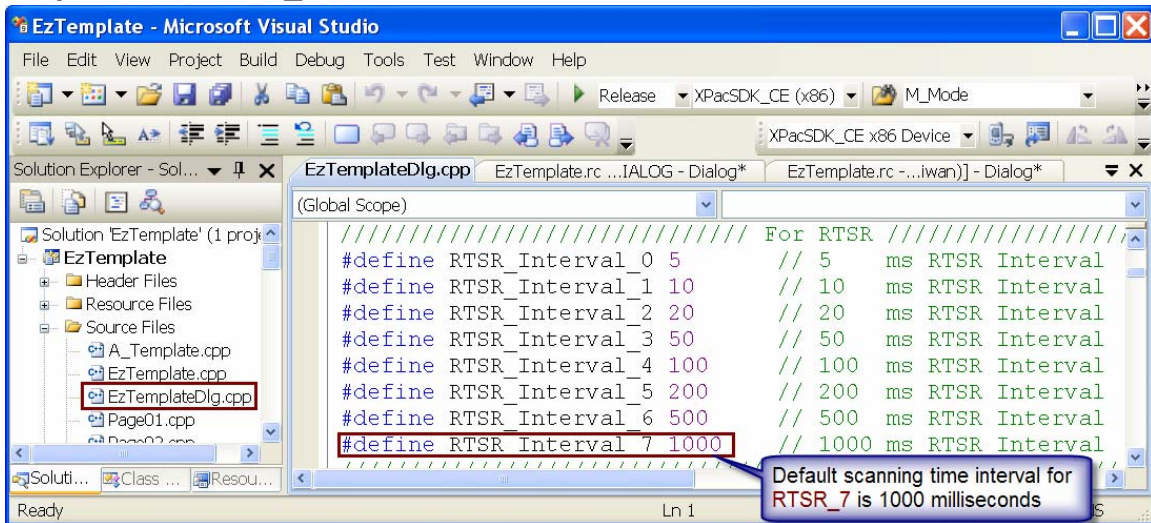 EzTemplate - Microsoft Visual Studio
File Edit View Project Build Debug Tools Test Window Help
Release XPacSDK_CE (x86) M_Mode
XPacSDK_CE x86 Device
Solution Explorer - Sol...
EzTemplateDlg.cpp EzTemplate.rc ...IALOG - Dialog* EzTemplate.rc -...iwan)] - Dialog*
(Global Scope)
Solution 'EzTemplate' (1 proje
EzTemplate
Header Files
Resource Files
Source Files
A_Template.cpp
EzTemplate.cpp
EzTemplateDlg.cpp
Page01.cpp
/////////////////////////////// For RTSR //////////////////
#define RTSR_Interval_0 5 // 5 ms RTSR Interval
#define RTSR_Interval_1 10 // 10 ms RTSR Interval
#define RTSR_Interval_2 20 // 20 ms RTSR Interval
#define RTSR_Interval_3 50 // 50 ms RTSR Interval
#define RTSR_Interval_4 100 // 100 ms RTSR Interval
#define RTSR_Interval_5 200 // 200 ms RTSR Interval
#define RTSR_Interval_6 500 // 500 ms RTSR Interval
#define RTSR_Interval_7 1000 // 1000 ms RTSR Interval
Default scanning time interval for
RTSR_7 is 1000 milliseconds
Soluti... Class ... Resou...
Ready Ln 1